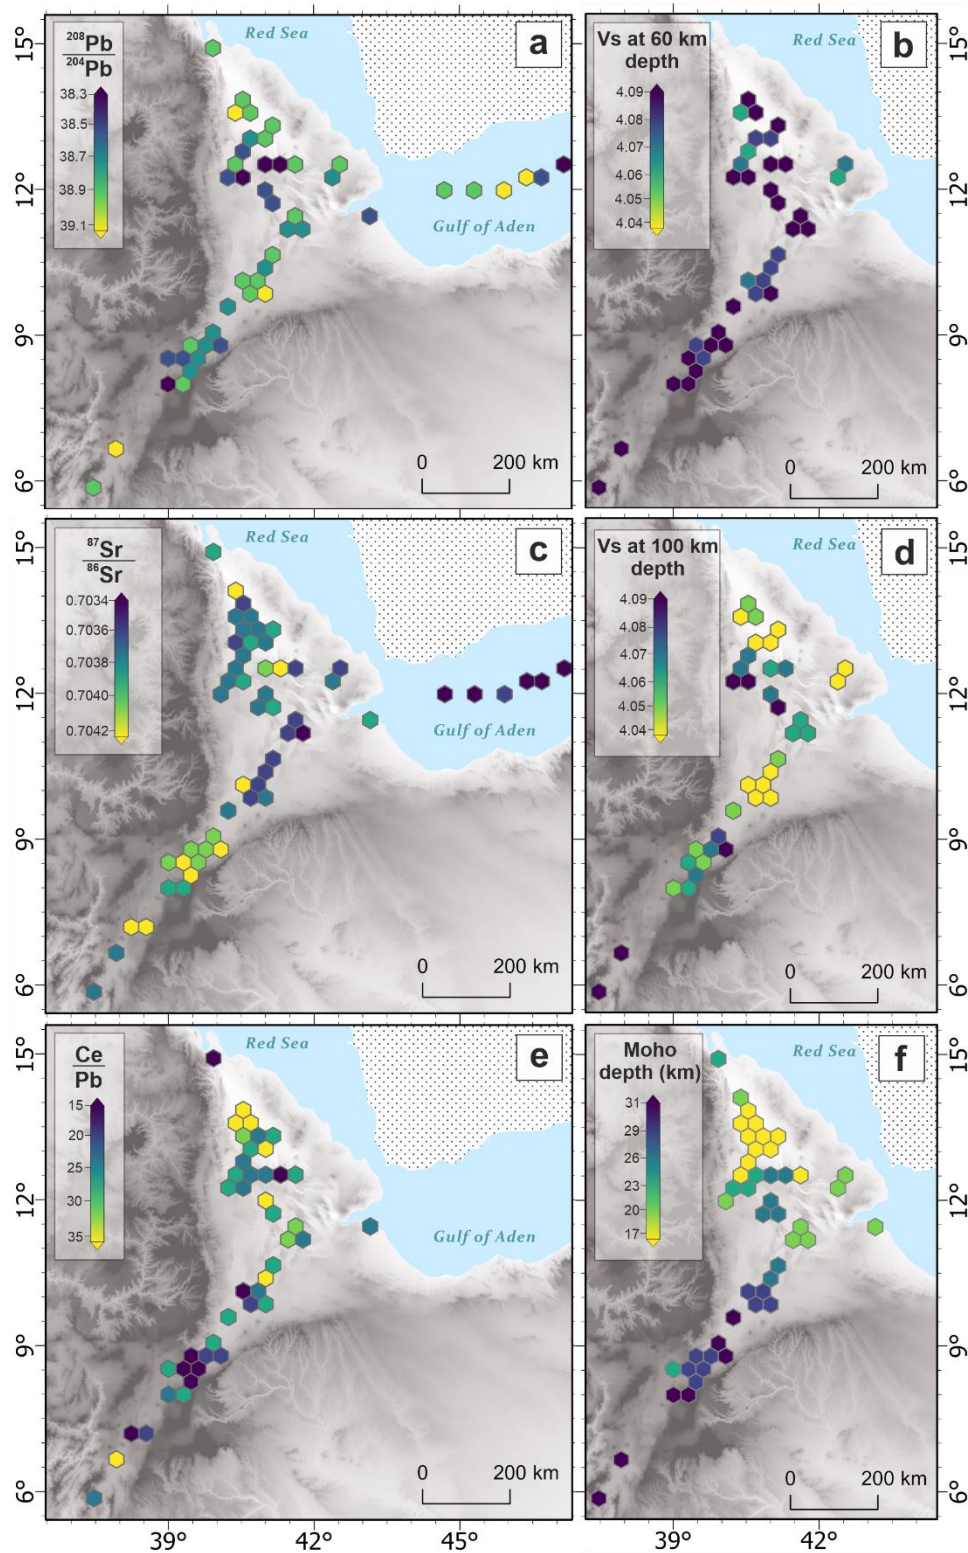 Red Sea
a
15°
12°
9°
6°
208Pb
204Pb
38.3
38.5
38.7
38.9
39.1
Gulf of Aden
0 200 km
b
Vs at 60 km
depth
4.09
4.08
4.06
4.05
4.04
0 200 km
15°
12°
9°
6°
Red Sea
c
15°
12°
9°
6°
87Sr
86Sr
0.7034
0.7036
0.7038
0.7040
0.7042
Gulf of Aden
0 200 km
Red Sea
d
Vs at 100 km
depth
4.09
4.08
4.06
4.05
4.04
0 200 km
15°
12°
9°
6°
Red Sea
e
15°
12°
9°
6°
Ce
Pb
15
20
25
30
35
Gulf of Aden
0 200 km
39° 42° 45°
Red Sea
f
Moho
depth (km)
31
29
26
23
20
17
0 200 km
15°
12°
9°
6°
39° 42°